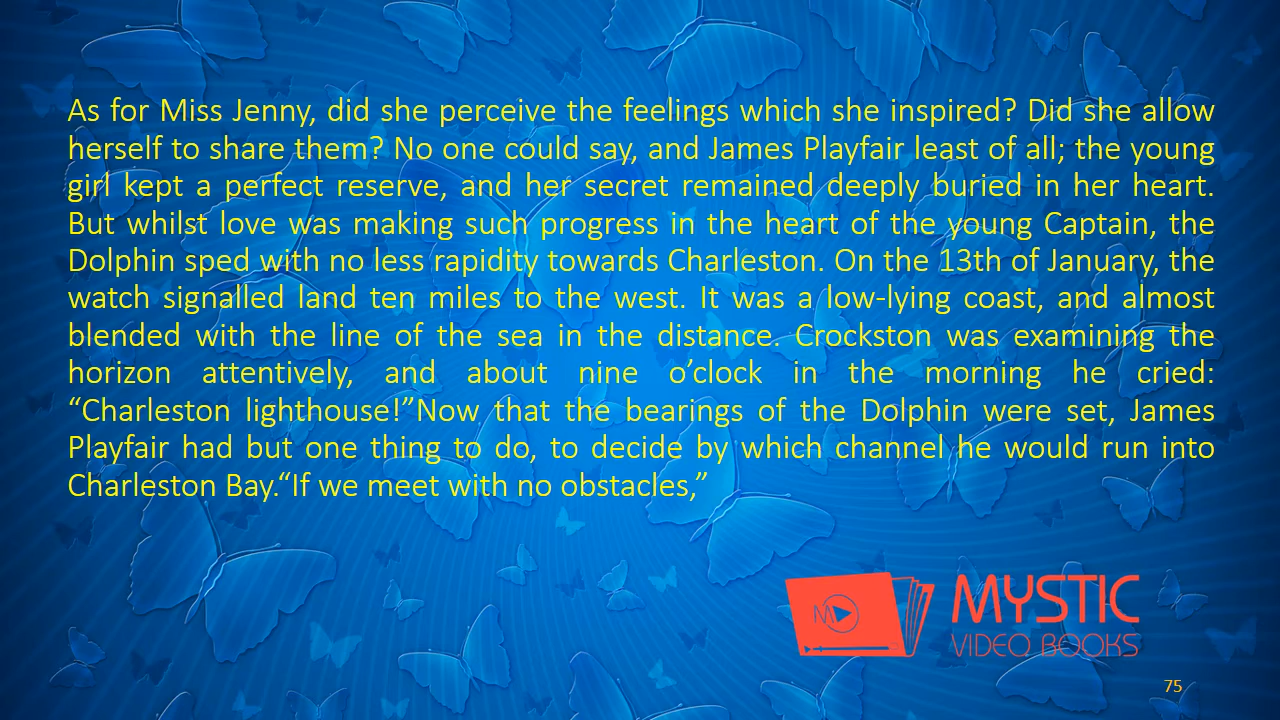 As for Miss Jenny, did she perceive the feelings which she inspired? Did she allow
herself to share them? No one could say, and James Playfair least of all; the young
girl kept a perfect reserve, and her secret remained deeply buried in her heart.
But whilst love was making such progress in the heart of the young Captain, the
Dolphin sped with no less rapidity towards Charleston. On the 13th of January, the
watch signalled land ten miles to the west. It was a low-lying coast, and almost
blended with the line of the sea in the distance. Crockston was examining the
horizon attentively, and about nine o’clock in the morning he cried:
“Charleston lighthouse!”Now that the bearings of the Dolphin were set, James
Playfair had but one thing to do, to decide by which channel he would run into
Charleston Bay.“If we meet with no obstacles,”
M
MYSTIC
VIDEO BOOKS
75